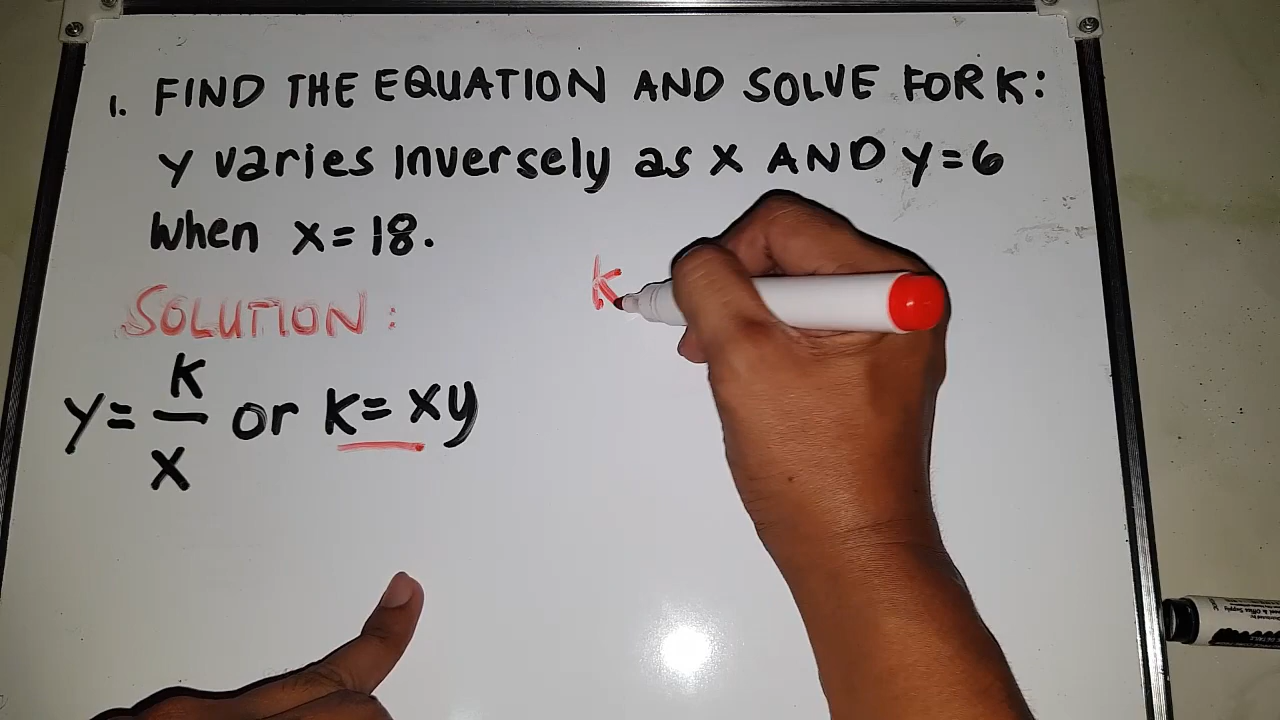 1. FIND THE EQUATION AND SOLVE FOR K:
y varies inversely as x AND y=6
when x=18.
SOLUTION:
y= K/x or k= xy
k